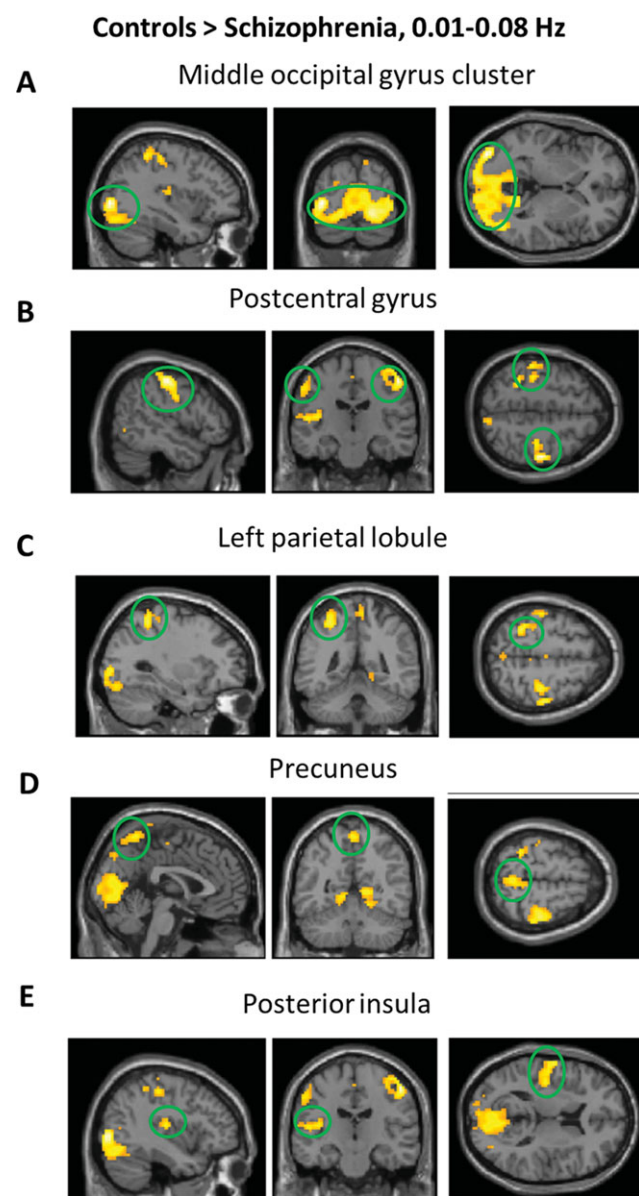 Controls > Schizophrenia, 0.01-0.08 Hz
A
Middle occipital gyrus cluster
B
Postcentral gyrus
C
Left parietal lobule
D
Precuneus
E
Posterior insula